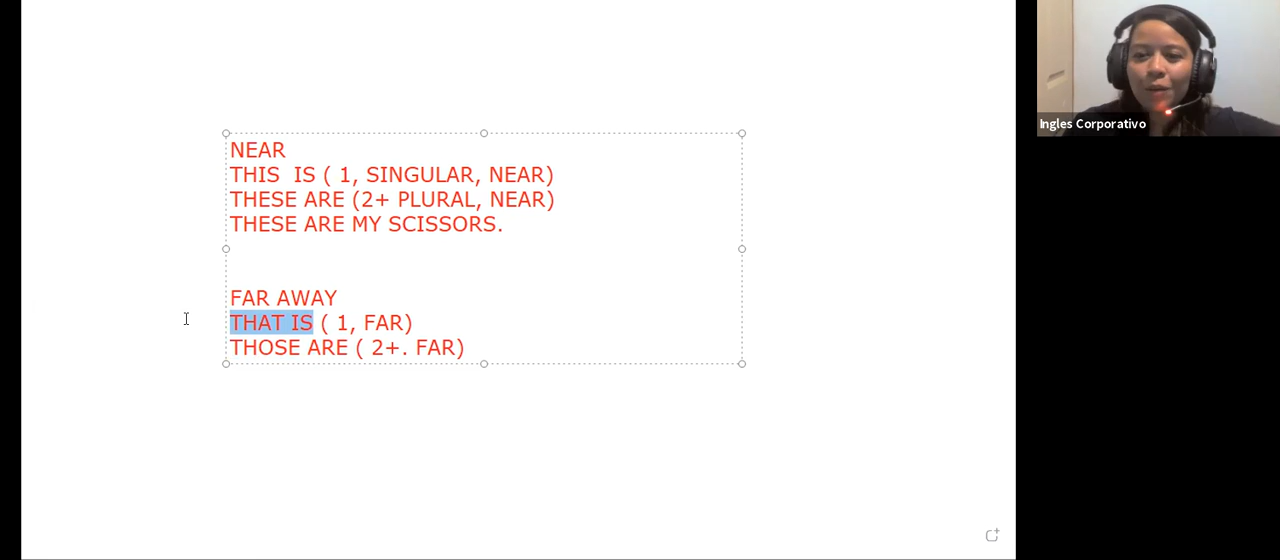 NEAR
THIS  IS ( 1, SINGULAR, NEAR)
THESE ARE (2+ PLURAL, NEAR)
THESE ARE MY SCISSORS.
FAR AWAY
THAT IS ( 1, FAR)
THOSE ARE ( 2+. FAR)
Ingles Corporativo